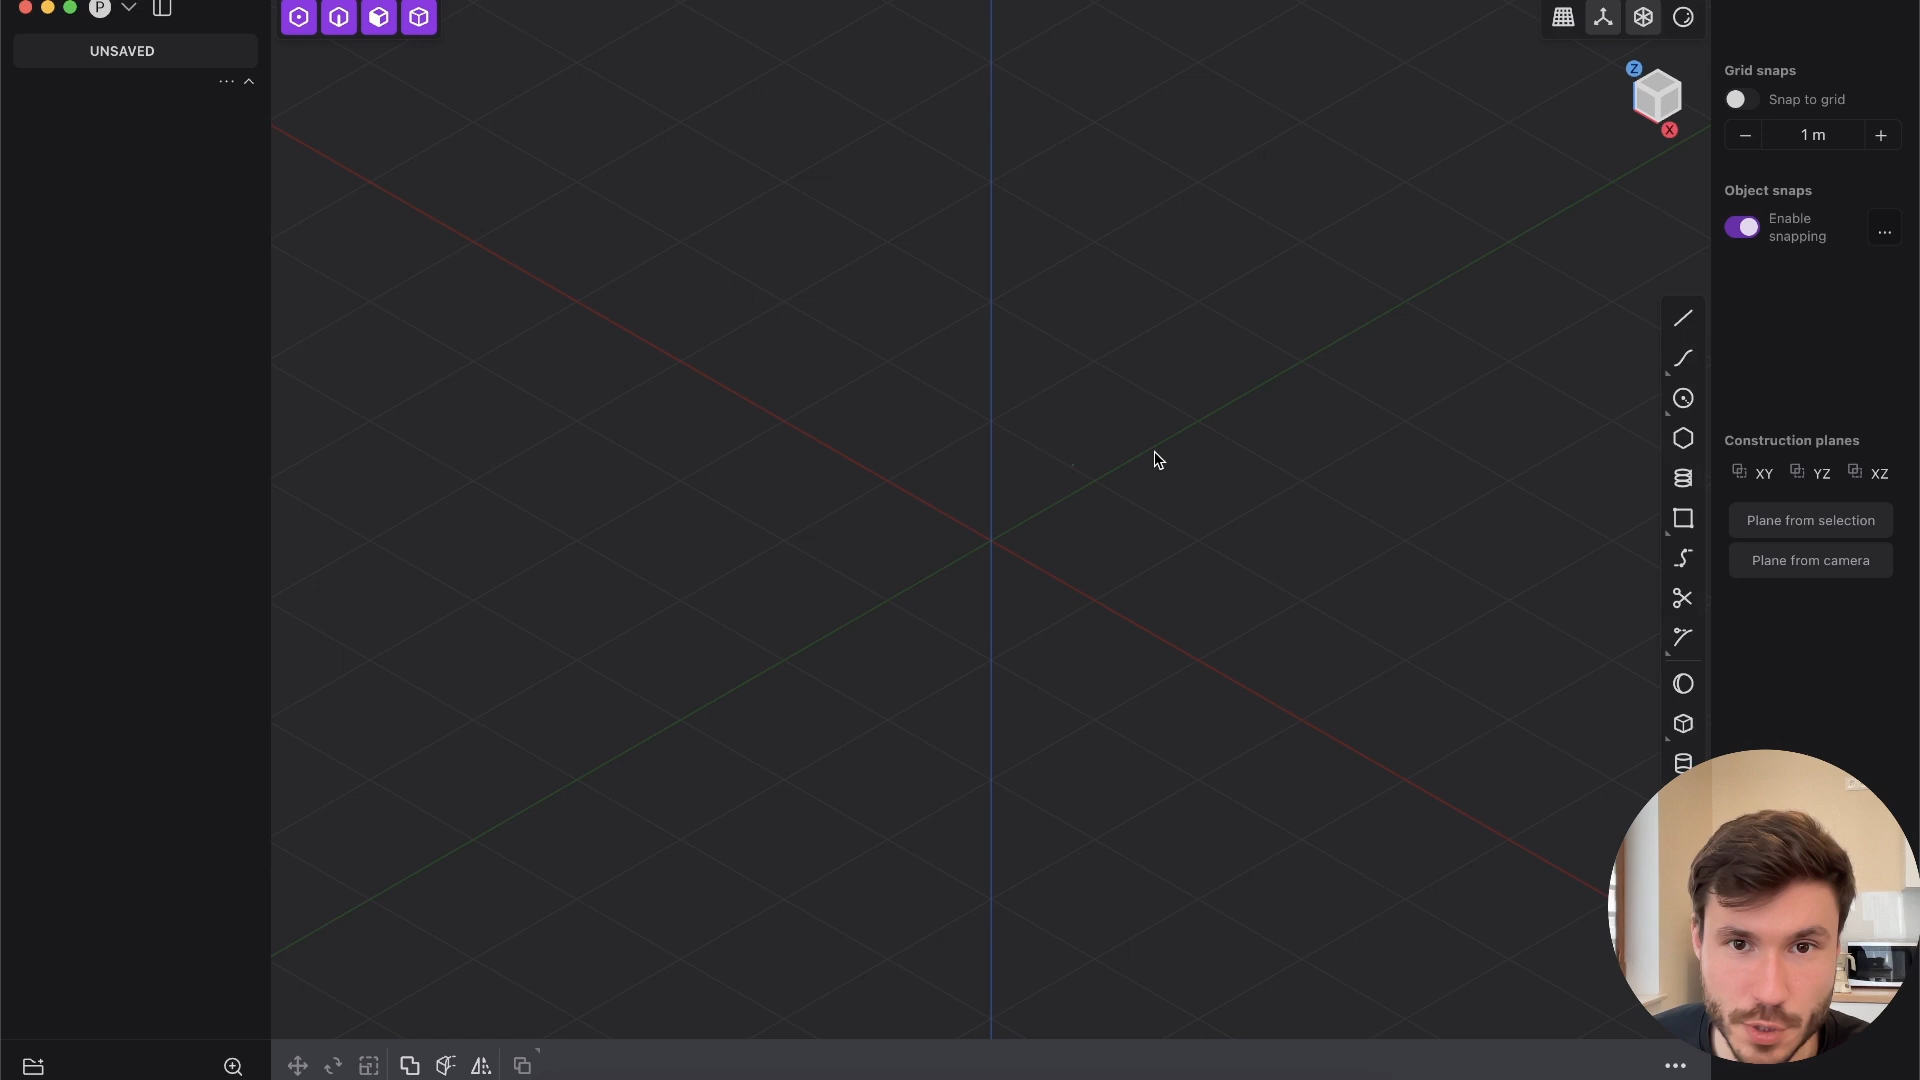 P
UNSAVED
Z
X
Grid snaps
Snap to grid
1 m
Object snaps
Enable
snapping
...
Construction planes
XY YZ XZ
Plane from selection
Plane from camera